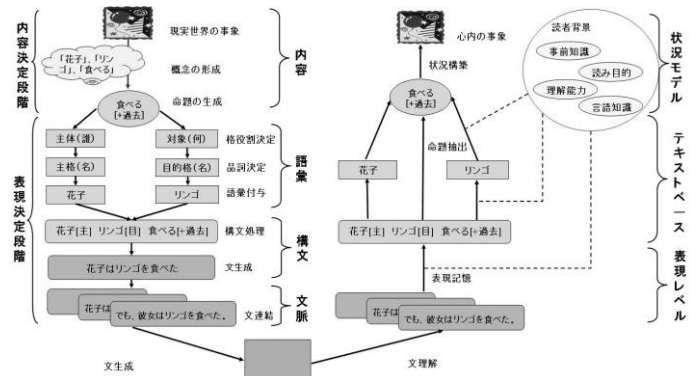 内容決定段階
表現決定段階
現実世界の事象
「花子」、「リン
ゴ」、「食べる」
概念の形成
命題の生成
食べる
[+過去]
内容
主体(誰)
対象(何)
格役割決定
主格(名)
目的格(名)
品詞決定
花子
リンゴ
語彙付与
語彙
花子[主] リンゴ[目] 食べる[+過去]
構文処理
花子はリンゴを食べた
文生成
構文
花子は
でも、彼女はリンゴを食べた。
文連結
文脈
文生成
文理解
心内の事象
状況構築
食べる
[+過去]
命題抽出
花子
リンゴ
花子[主] リンゴ[目] 食べる[+過去]
表現記憶
花子は
でも、彼女はリンゴを食べた。
読者背景
事前知識
読み目的
理解能力
言語知識
状況モデル
テキストベース
表現レベル